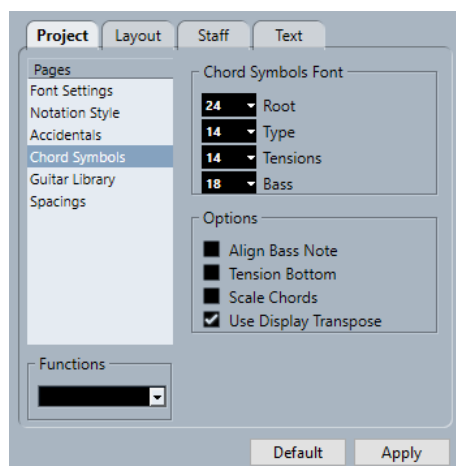 Project Layout Staff Text
Pages
Font Settings
Notation Style
Accidentals
Chord Symbols
Guitar Library
Spacings
Chord Symbols Font
24 Root
14 Type
14 Tensions
18 Bass
Options
Align Bass Note
Tension Bottom
Scale Chords
Use Display Transpose
Functions
Default Apply